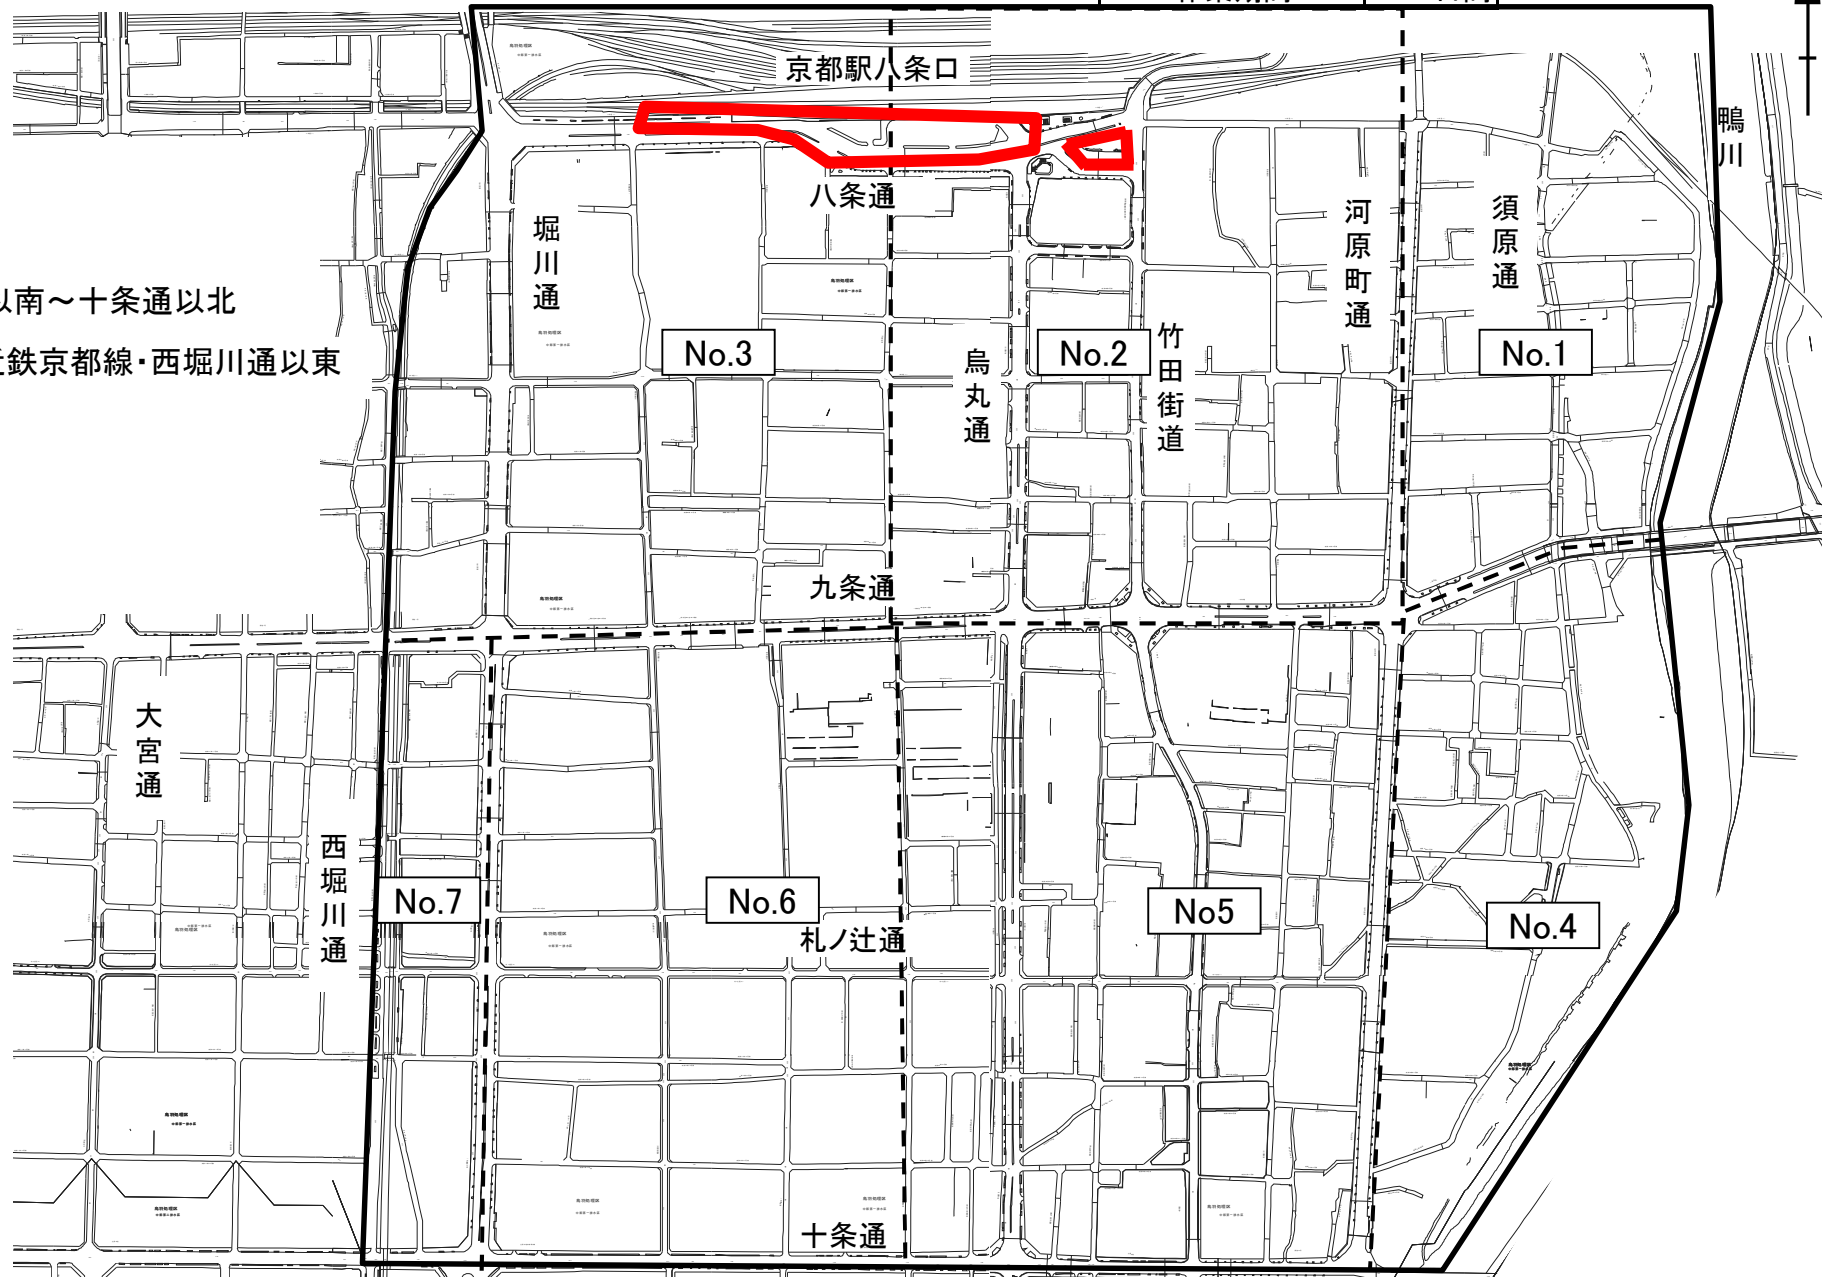 京都駅八条口
鴨川
八条通
堀川通
河原町通
須原通
以南～十条通以北
近鉄京都線・西堀川通以東
No.3
烏丸通
No.2
竹田街道
No.1
九条通
大宮通
西堀川通
No.7
No.6
札ノ辻通
No5
No.4
十条通